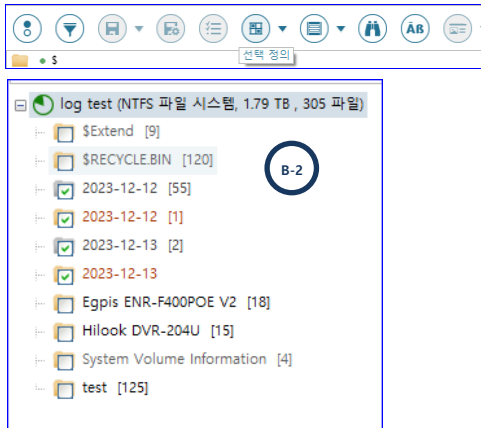 ÄB
선택 정의
$
log test (NTFS 파일 시스템, 1.79 TB , 305 파일)
$Extend [9]
$RECYCLE.BIN [120]
B-2
2023-12-12 [55]
2023-12-12 [1]
2023-12-13 [2]
2023-12-13
Egpis ENR-F400POE V2 [18]
Hilook DVR-204U [15]
System Volume Information [4]
test [125]